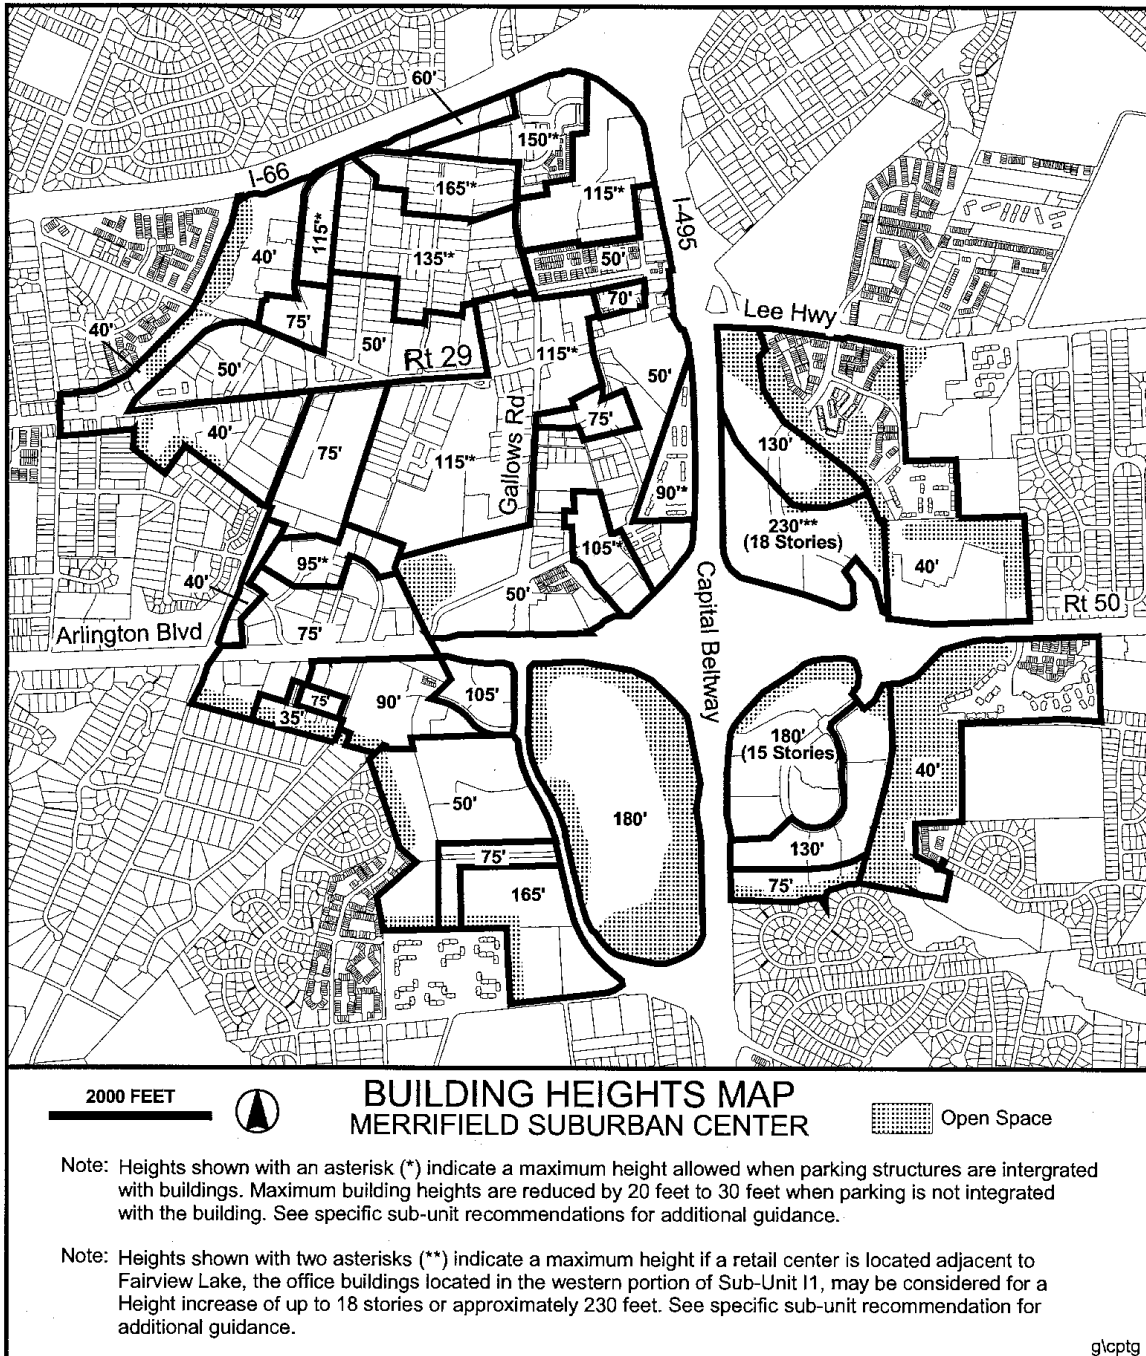 60'
150'*
I-66
165'*
115'*
115'*
I-495
40'
135'*
50'
75'
70'
Lee Hwy
40'
50'
50'
Rt 29
115'*
50'
40'
75'
115'*
Gallows Rd
75'
130'
90'*
230'**
(18 Stories)
95'*
105'*
40'
40'
50'
Capital Beltway
Rt 50
Arlington Blvd
75'
75'
35'
90'
105'
180'
(15 Stories)
40'
50'
180'
75'
130'
165'
75'
2000 FEET
BUILDING HEIGHTS MAP
MERRIFIELD SUBURBAN CENTER
Open Space
Note: Heights shown with an asterisk (*) indicate a maximum height allowed when parking structures are intergrated
with buildings. Maximum building heights are reduced by 20 feet to 30 feet when parking is not integrated
with the building. See specific sub-unit recommendations for additional guidance.
Note: Heights shown with two asterisks (**) indicate a maximum height if a retail center is located adjacent to
Fairview Lake, the office buildings located in the western portion of Sub-Unit I1, may be considered for a
Height increase of up to 18 stories or approximately 230 feet. See specific sub-unit recommendation for
additional guidance.
g\cptg